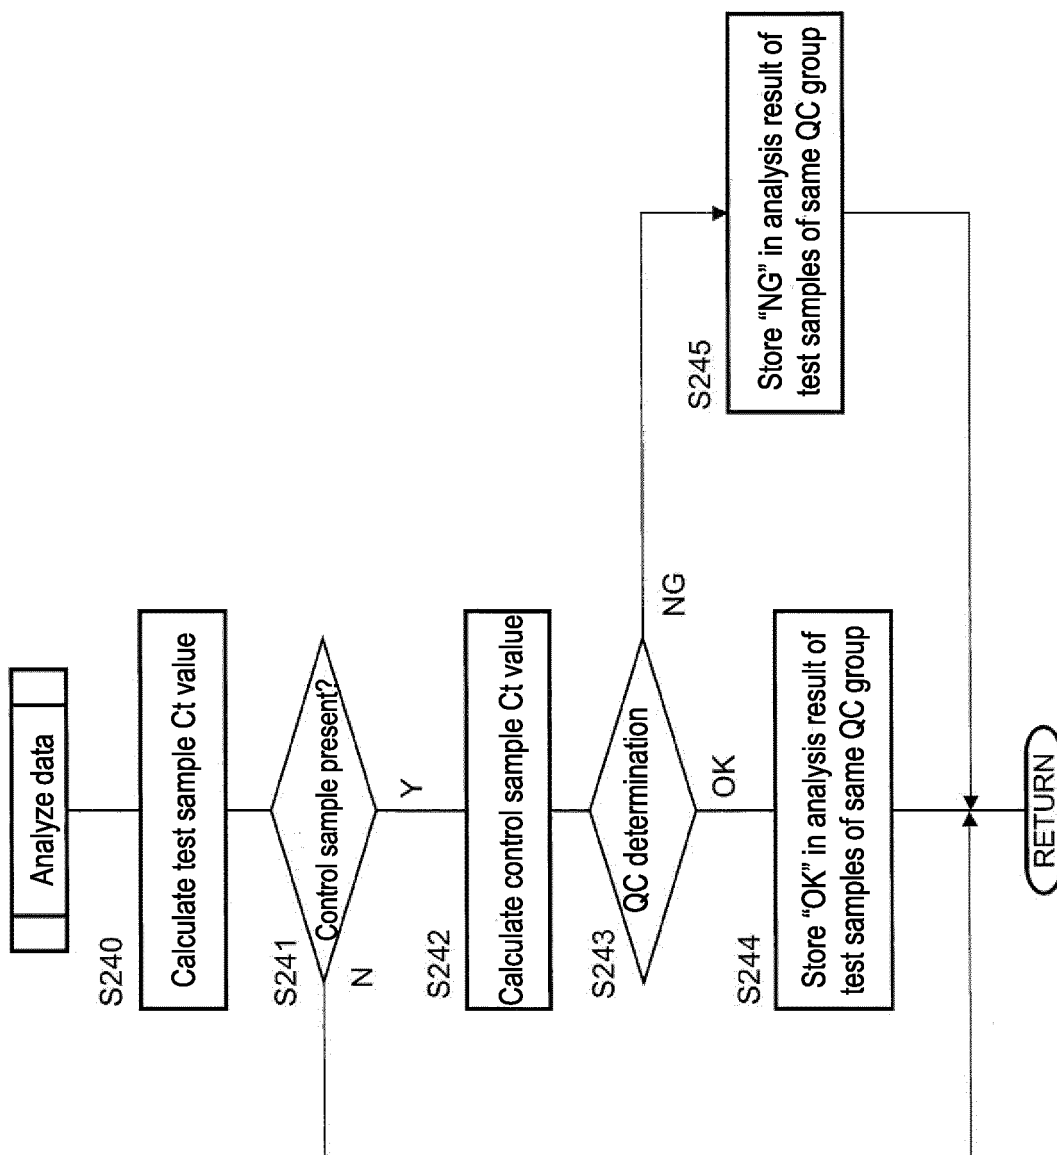 Analyze data
S240
Calculate test sample Ct value
S241
Control sample present?
N
Y
S242
Calculate control sample Ct value
S243
QC determination
NG
OK
S244
Store “OK” in analysis result of
test samples of same QC group
S245
Store “NG” in analysis result of
test samples of same QC group
RETURN